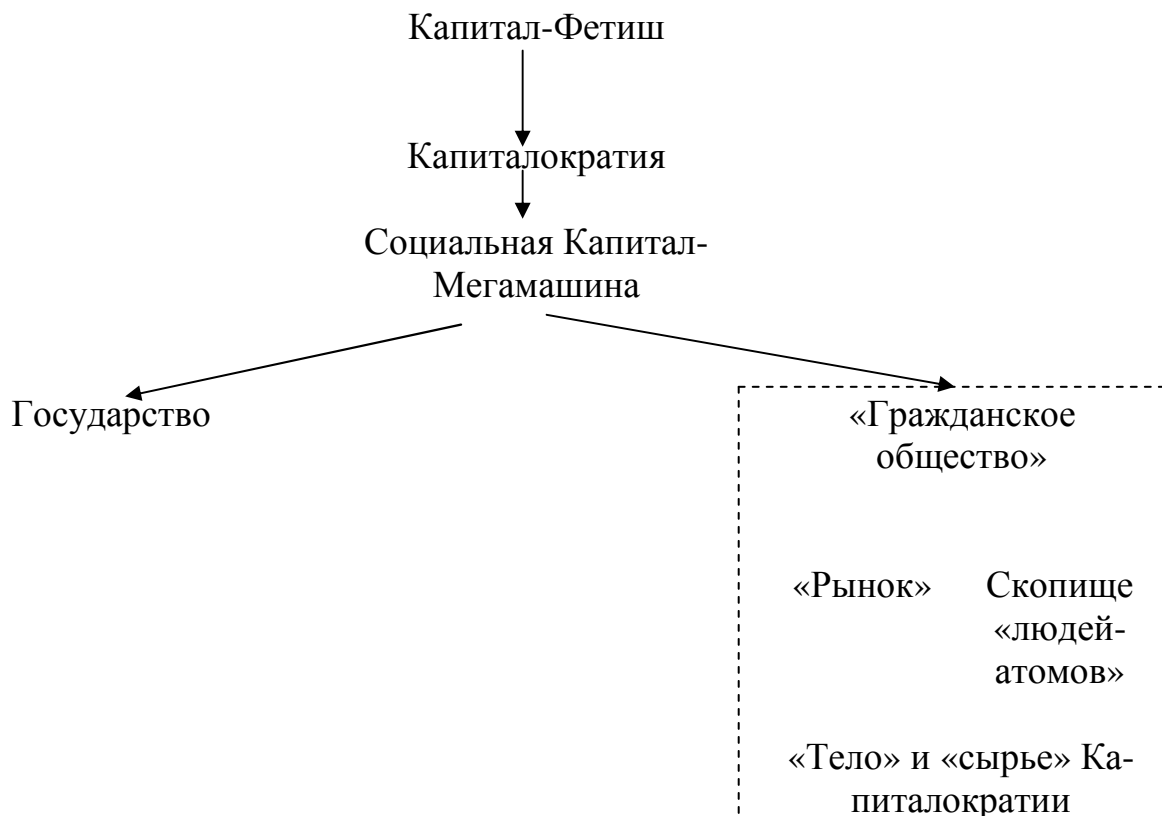 Капитал-Фетиш
Капиталократия
Социальная Капитал-
Мегамашина
Государство
«Гражданское
общество»
«Рынок» Скопище
«людей-
атомов»
«Тело» и «сырье» Ка-
питалократии